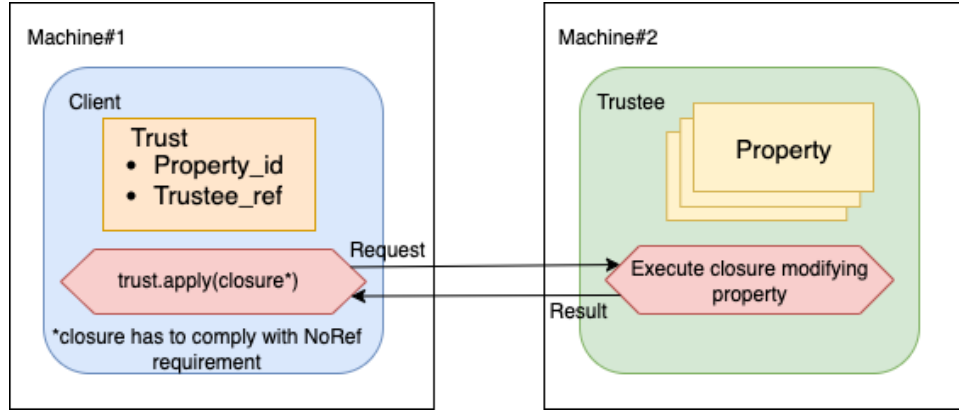 Machine#1
Client
Trust
• Property_id
• Trustee_ref
trust.apply(closure*)
*closure has to comply with NoRef
requirement
Request
Result
Machine#2
Trustee
Property
Execute closure modifying
property